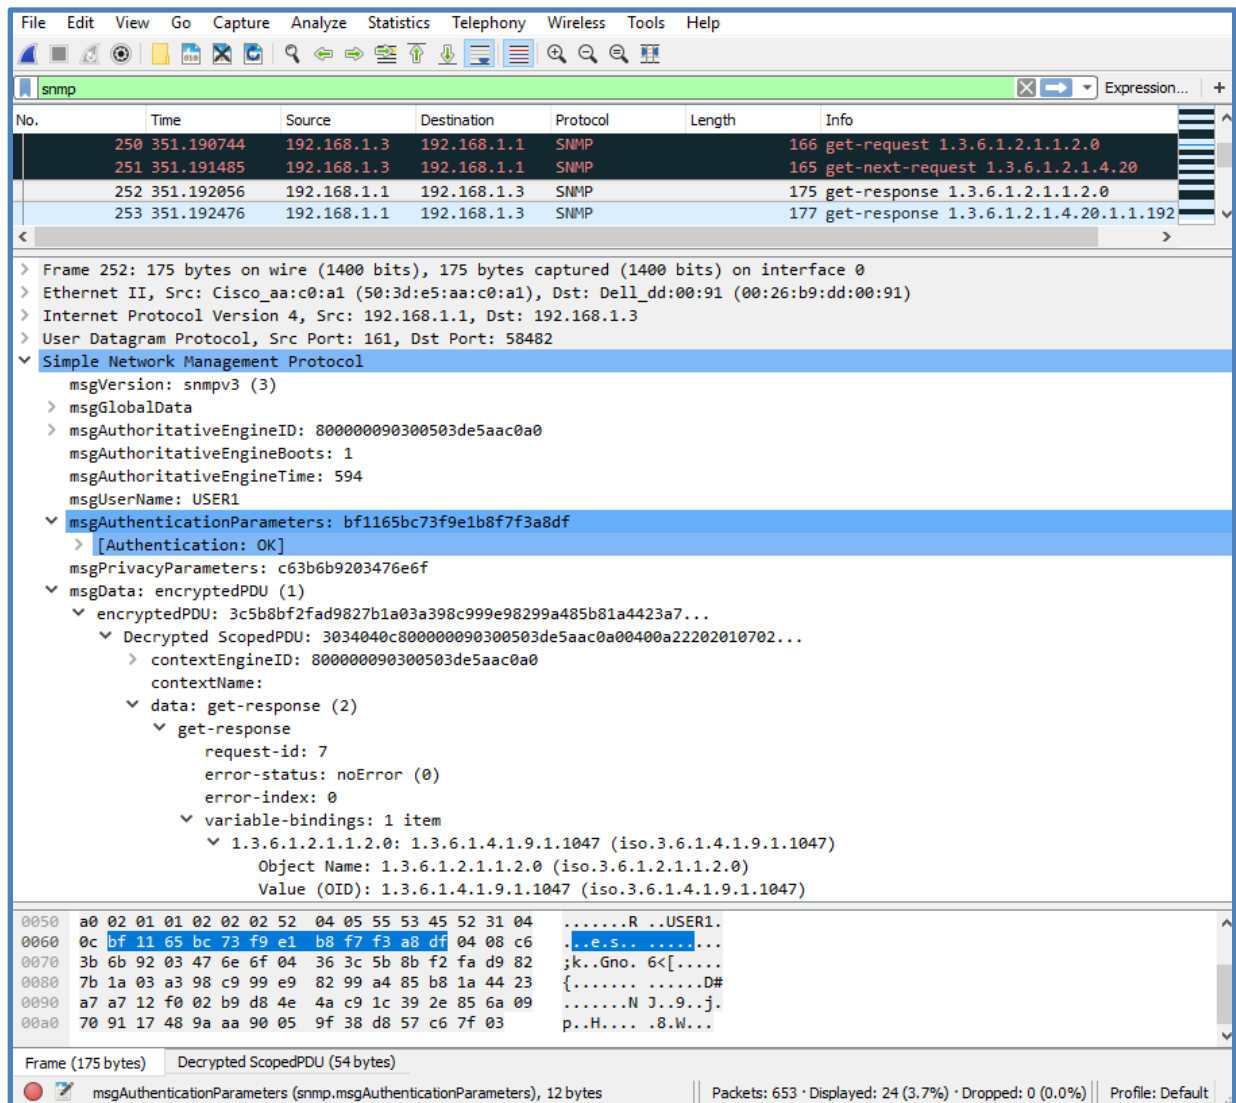 File Edit View Go Capture Analyze Statistics Telephony Wireless Tools Help
snmp Expression... +
No. Time Source Destination Protocol Length Info
250 351.190744 192.168.1.3 192.168.1.1 SNMP 166 get-request 1.3.6.1.2.1.1.2.0
251 351.191485 192.168.1.3 192.168.1.1 SNMP 165 get-next-request 1.3.6.1.2.1.4.20
252 351.192056 192.168.1.1 192.168.1.3 SNMP 175 get-response 1.3.6.1.2.1.1.2.0
253 351.192476 192.168.1.1 192.168.1.3 SNMP 177 get-response 1.3.6.1.2.1.4.20.1.1.192
> Frame 252: 175 bytes on wire (1400 bits), 175 bytes captured (1400 bits) on interface 0
> Ethernet II, Src: Cisco_aa:c0:a1 (50:3d:e5:aa:c0:a1), Dst: Dell_dd:00:91 (00:26:b9:dd:00:91)
> Internet Protocol Version 4, Src: 192.168.1.1, Dst: 192.168.1.3
> User Datagram Protocol, Src Port: 161, Dst Port: 58482
Simple Network Management Protocol
msgVersion: snmpv3 (3)
> msgGlobalData
> msgAuthoritativeEngineID: 800000090300503de5aac0a0
msgAuthoritativeEngineBoots: 1
msgAuthoritativeEngineTime: 594
msgUserName: USER1
msgAuthenticationParameters: bf1165bc73f9e1b8f7f3a8df
> [Authentication: OK]
msgPrivacyParameters: c63b6b9203476e6f
msgData: encryptedPDU (1)
encryptedPDU: 3c5b8bf2fad9827b1a03a398c999e98299a485b81a4423a7...
Decrypted ScopedPDU: 3034040c800000090300503de5aac0a00400a22202010702...
> contextEngineID: 800000090300503de5aac0a0
contextName:
data: get-response (2)
get-response
request-id: 7
error-status: noError (0)
error-index: 0
variable-bindings: 1 item
1.3.6.1.2.1.1.2.0: 1.3.6.1.4.1.9.1.1047 (iso.3.6.1.4.1.9.1.1047)
Object Name: 1.3.6.1.2.1.1.2.0 (iso.3.6.1.2.1.1.2.0)
Value (OID): 1.3.6.1.4.1.9.1.1047 (iso.3.6.1.4.1.9.1.1047)
0050 a0 02 01 01 02 02 02 52 04 05 55 53 45 52 31 04 .......R ..USER1.
0060 0c bf 11 65 bc 73 f9 e1 b8 f7 f3 a8 df 04 08 c6 ...e.s.. ........
0070 3b 6b 92 03 47 6e 6f 04 36 3c 5b 8b f2 fa d9 82 ;k..Gno. 6<[.....
0080 7b 1a 03 a3 98 c9 99 e9 82 99 a4 85 b8 1a 44 23 {....... ......D#
0090 a7 a7 12 f0 02 b9 d8 4e 4a c9 1c 39 2e 85 6a 09 .......N J..9..j.
00a0 70 91 17 48 9a aa 90 05 9f 38 d8 57 c6 7f 03 p..H.... .8.W...
Frame (175 bytes) Decrypted ScopedPDU (54 bytes)
msgAuthenticationParameters (snmp.msgAuthenticationParameters), 12 bytes Packets: 653 · Displayed: 24 (3.7%) · Dropped: 0 (0.0%) Profile: Default